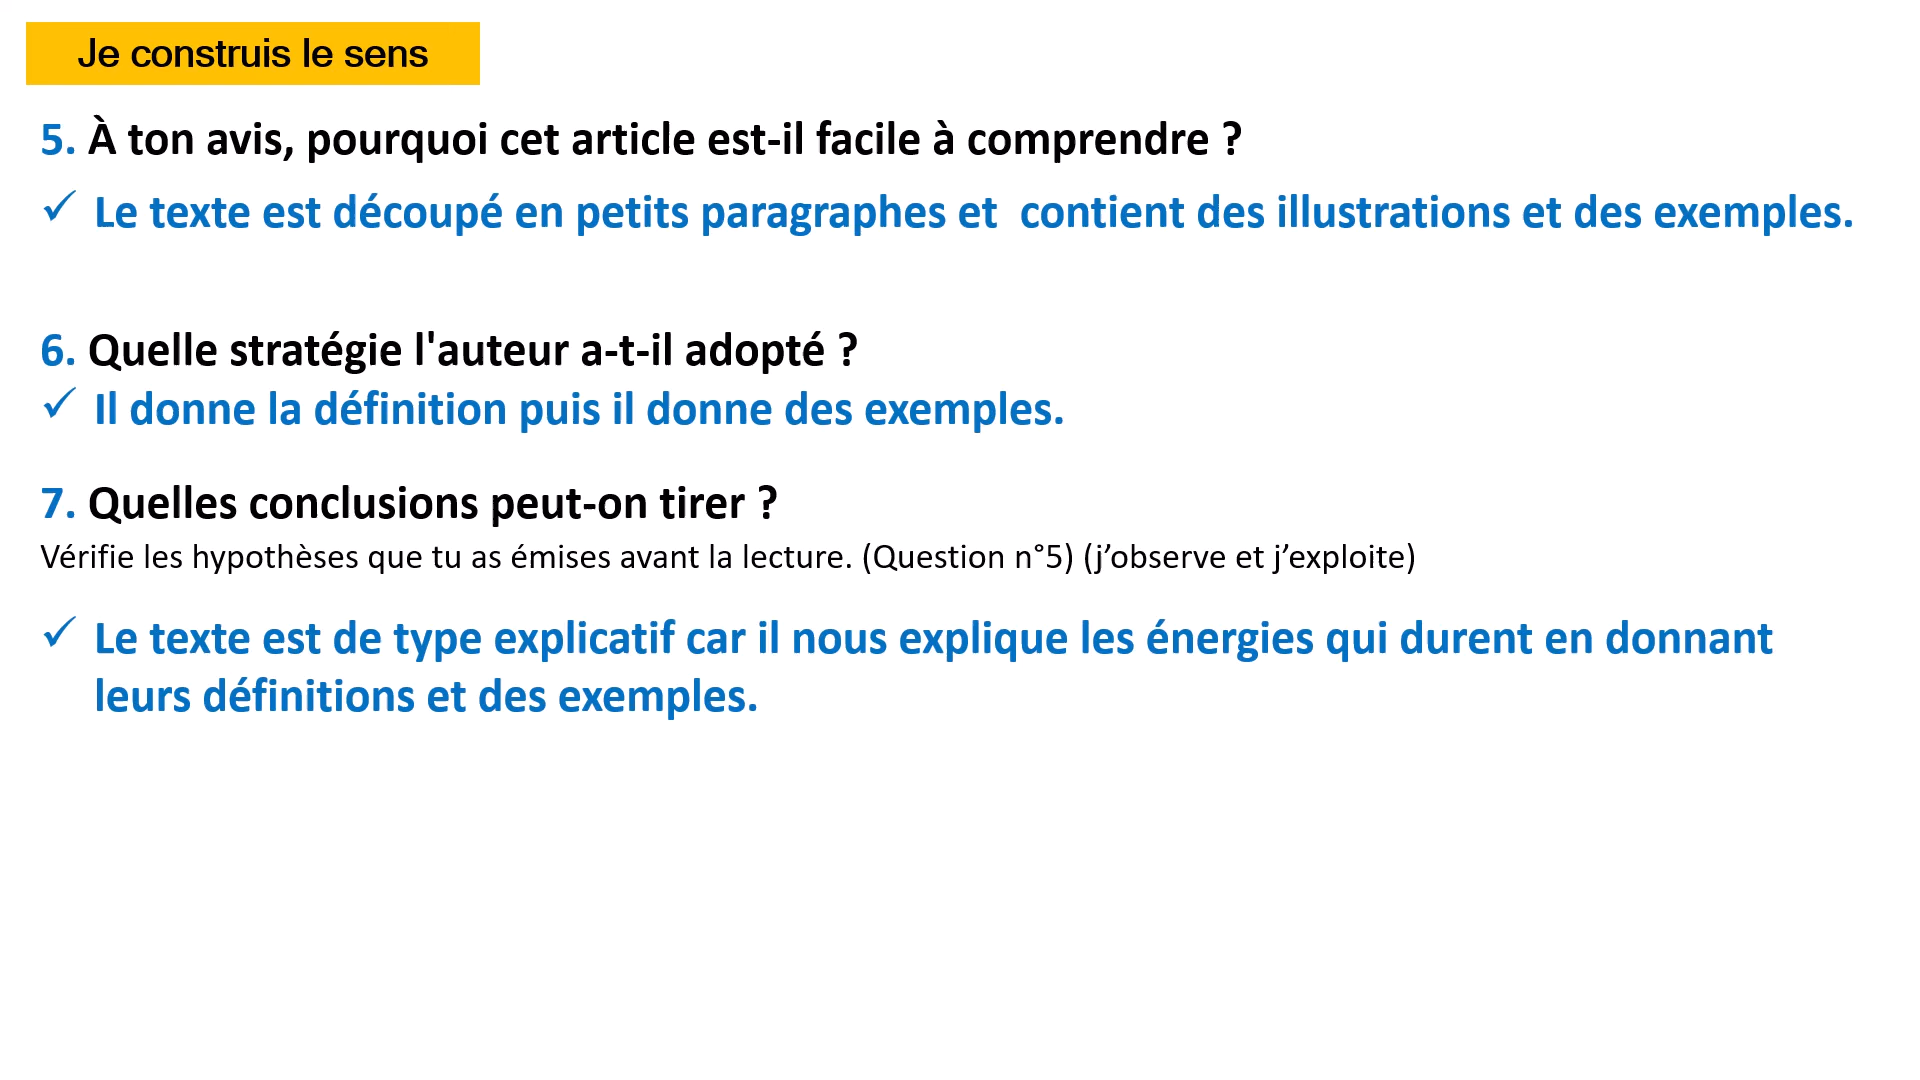 Je construis le sens
5. À ton avis, pourquoi cet article est-il facile à comprendre ?
✓ Le texte est découpé en petits paragraphes et  contient des illustrations et des exemples.
6. Quelle stratégie l'auteur a-t-il adopté ?
✓ Il donne la définition puis il donne des exemples.
7. Quelles conclusions peut-on tirer ?
Vérifie les hypothèses que tu as émises avant la lecture. (Question n°5) (j’observe et j’exploite)
✓ Le texte est de type explicatif car il nous explique les énergies qui durent en donnant
leurs définitions et des exemples.